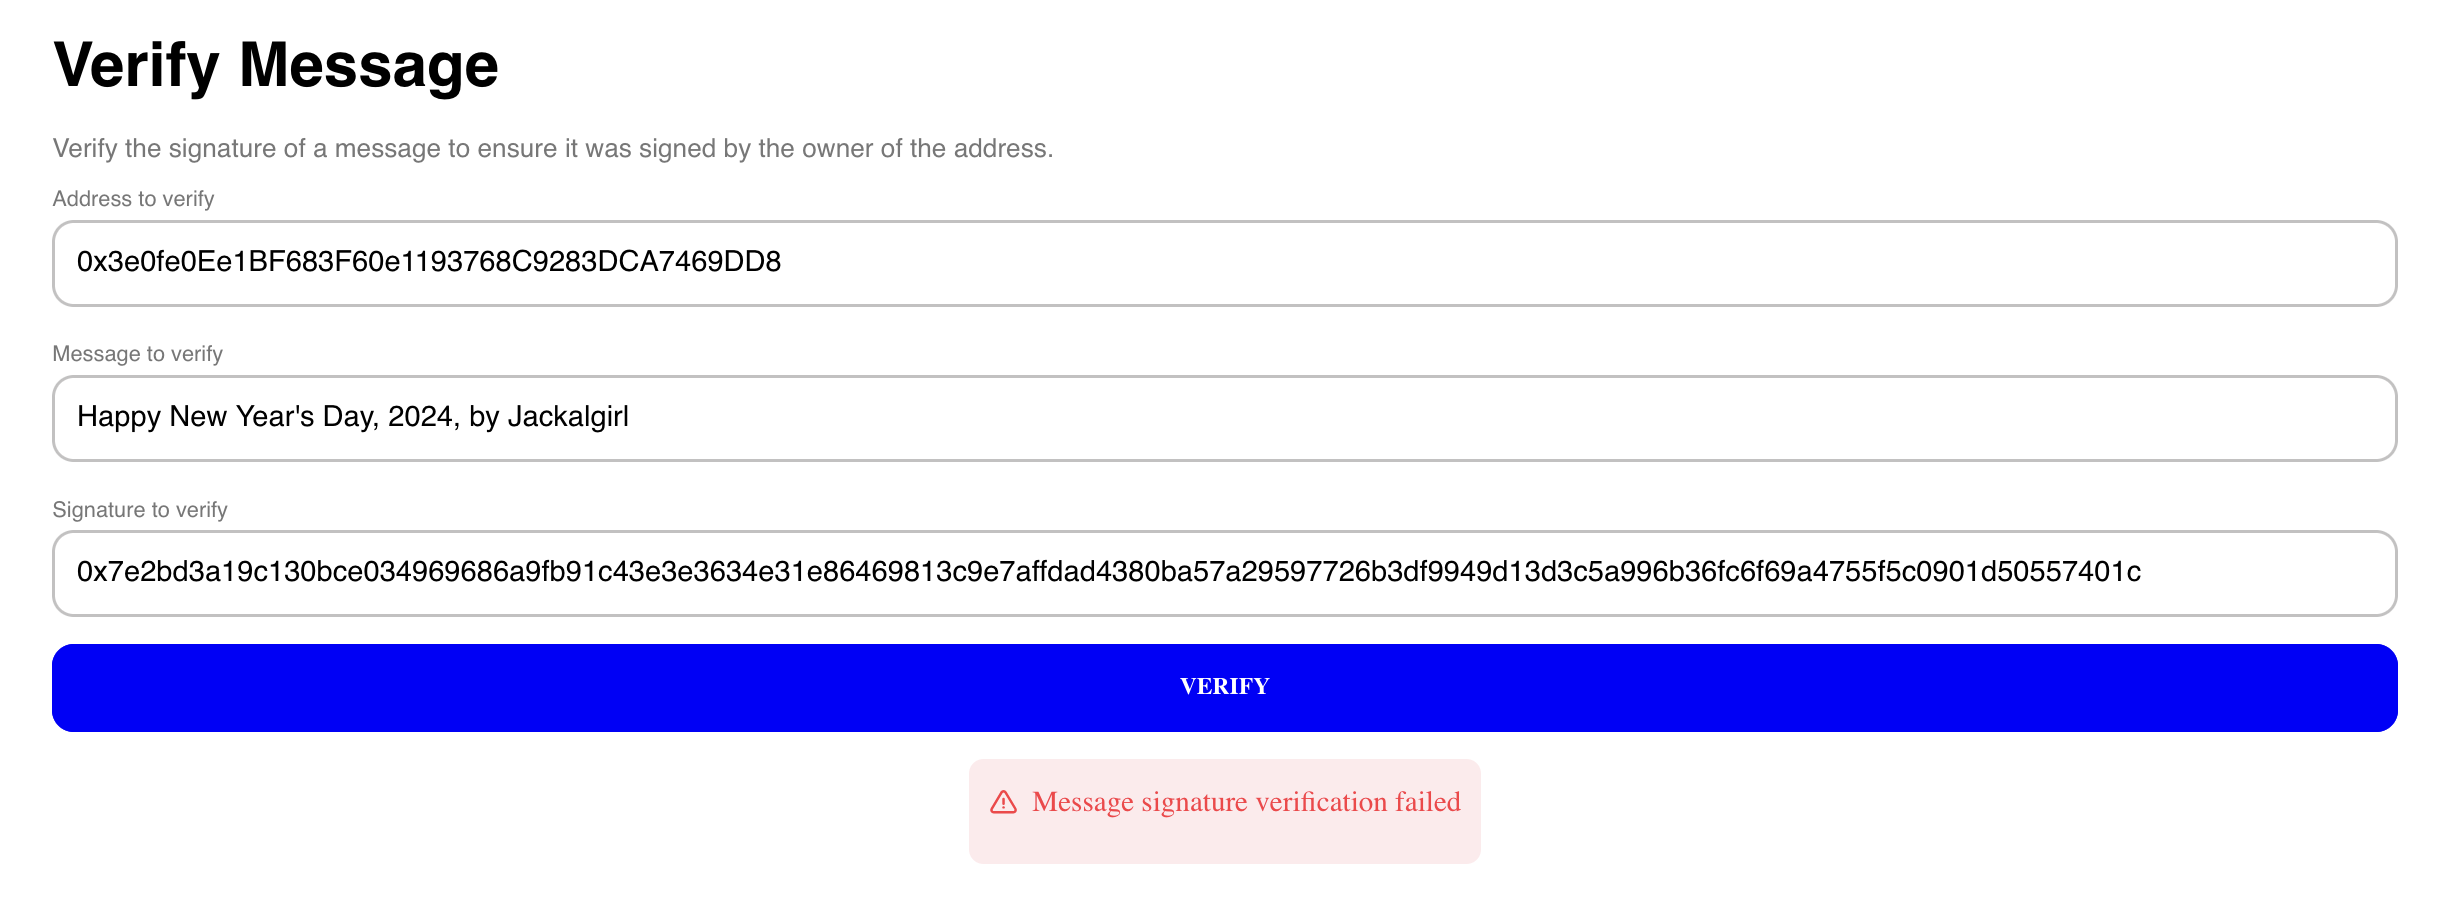 Verify Message
Verify the signature of a message to ensure it was signed by the owner of the address.
Address to verify
0x3e0fe0Ee1BF683F60e1193768C9283DCA7469DD8
Message to verify
Happy New Year's Day, 2024, by Jackalgirl
Signature to verify
0x7e2bd3a19c130bce034969686a9fb91c43e3e3634e31e86469813c9e7affdad4380ba57a29597726b3df9949d13d3c5a996b36fc6f69a4755f5c0901d50557401c
VERIFY
Message signature verification failed